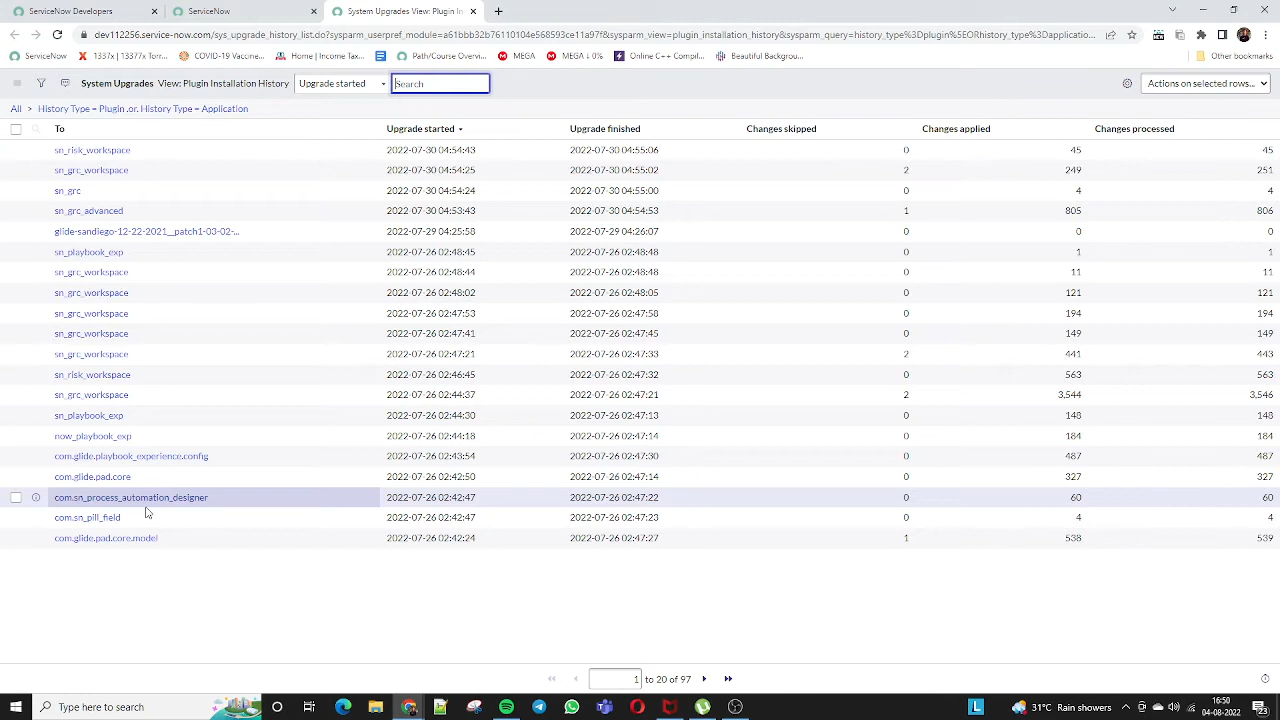 ServiceNow Developers
ServiceNow
System Upgrades View: Plugin In
dev112256.service-now.com/sys_upgrade_history_list.do?sysparm_userpref_module=a61bbb32b76110104e568593ce11a97f&sysparm_view=plugin_installation_history&sysparm_query=history_type%3Dplugin%5EORhistory_type%3Dapplication...
ServiceNow 1337x | 1337x.to COVID-19 Vaccine... Home | Income Tax... Path/Course Overvi... MEGA MEGA ↓ 0% Online C++ Compil... Beautiful Backgrou... Other bookmarks
System Upgrades View: Plugin Installation History Upgrade started Search Actions on selected rows...
All > History Type = Plugin .or. History Type = Application
To Upgrade started Upgrade finished Changes skipped Changes applied Changes processed
sn_risk_workspace 2022-07-30 04:54:43 2022-07-30 04:55:06 0 45 45
sn_grc_workspace 2022-07-30 04:54:25 2022-07-30 04:55:02 2 249 251
sn_grc 2022-07-30 04:54:24 2022-07-30 04:55:00 0 4 4
sn_grc_advanced 2022-07-30 04:53:43 2022-07-30 04:54:53 1 805 806
glide-sandiego-12-22-2021__patch1-03-02-... 2022-07-29 04:25:58 2022-07-29 04:26:07 0 0 0
sn_playbook_exp 2022-07-26 02:48:45 2022-07-26 02:48:48 0 1 1
sn_grc_workspace 2022-07-26 02:48:44 2022-07-26 02:48:48 0 11 11
sn_grc_workspace 2022-07-26 02:48:02 2022-07-26 02:48:05 0 121 121
sn_grc_workspace 2022-07-26 02:47:53 2022-07-26 02:47:58 0 194 194
sn_grc_workspace 2022-07-26 02:47:41 2022-07-26 02:47:45 0 149 149
sn_grc_workspace 2022-07-26 02:47:21 2022-07-26 02:47:33 2 441 443
sn_risk_workspace 2022-07-26 02:46:45 2022-07-26 02:47:32 0 563 563
sn_grc_workspace 2022-07-26 02:44:37 2022-07-26 02:47:21 2 3,544 3,546
sn_playbook_exp 2022-07-26 02:44:30 2022-07-26 02:47:13 0 148 148
now_playbook_exp 2022-07-26 02:44:18 2022-07-26 02:47:14 0 184 184
com.glide.playbook_experience.config 2022-07-26 02:43:54 2022-07-26 02:47:30 0 487 487
com.glide.pad.core 2022-07-26 02:42:50 2022-07-26 02:47:14 0 327 327
com.sn_process_automation_designer 2022-07-26 02:42:47 2022-07-26 02:47:22 0 60 60
com.sn_pill_field 2022-07-26 02:42:47 2022-07-26 02:47:23 0 4 4
com.glide.pad.core.model 2022-07-26 02:42:24 2022-07-26 02:47:27 1 538 539
1 to 20 of 97
Type here to search L 31°C Rain showers 16:50
04-08-2022